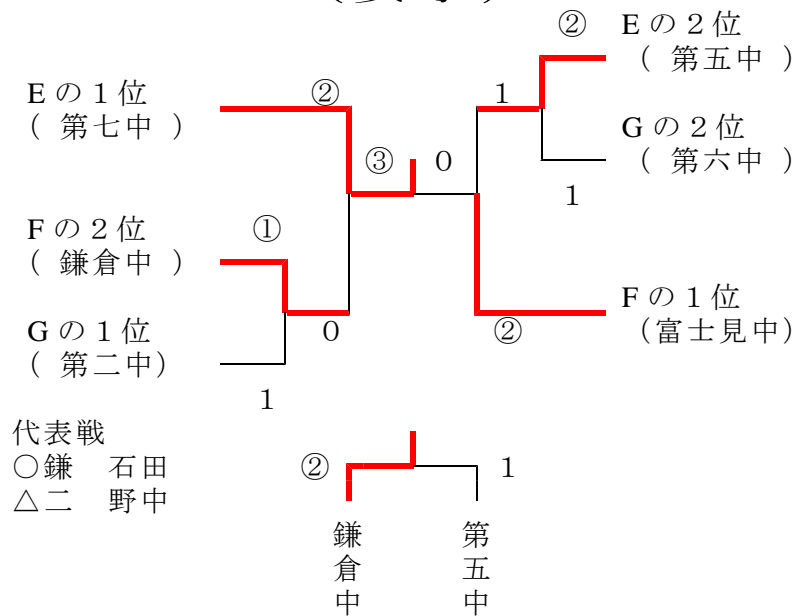 ② Eの2位
( 第五中 )
Eの1位 ② 1
( 第七中 )
Gの2位
( 第六中 )
③ 0
1
Fの2位 ①
( 鎌倉中 )
Fの1位
(富士見中)
Gの1位 0 ②
( 第二中)
1
代表戦
○鎌 石田
△二 野中
② 1
鎌倉中
第五中